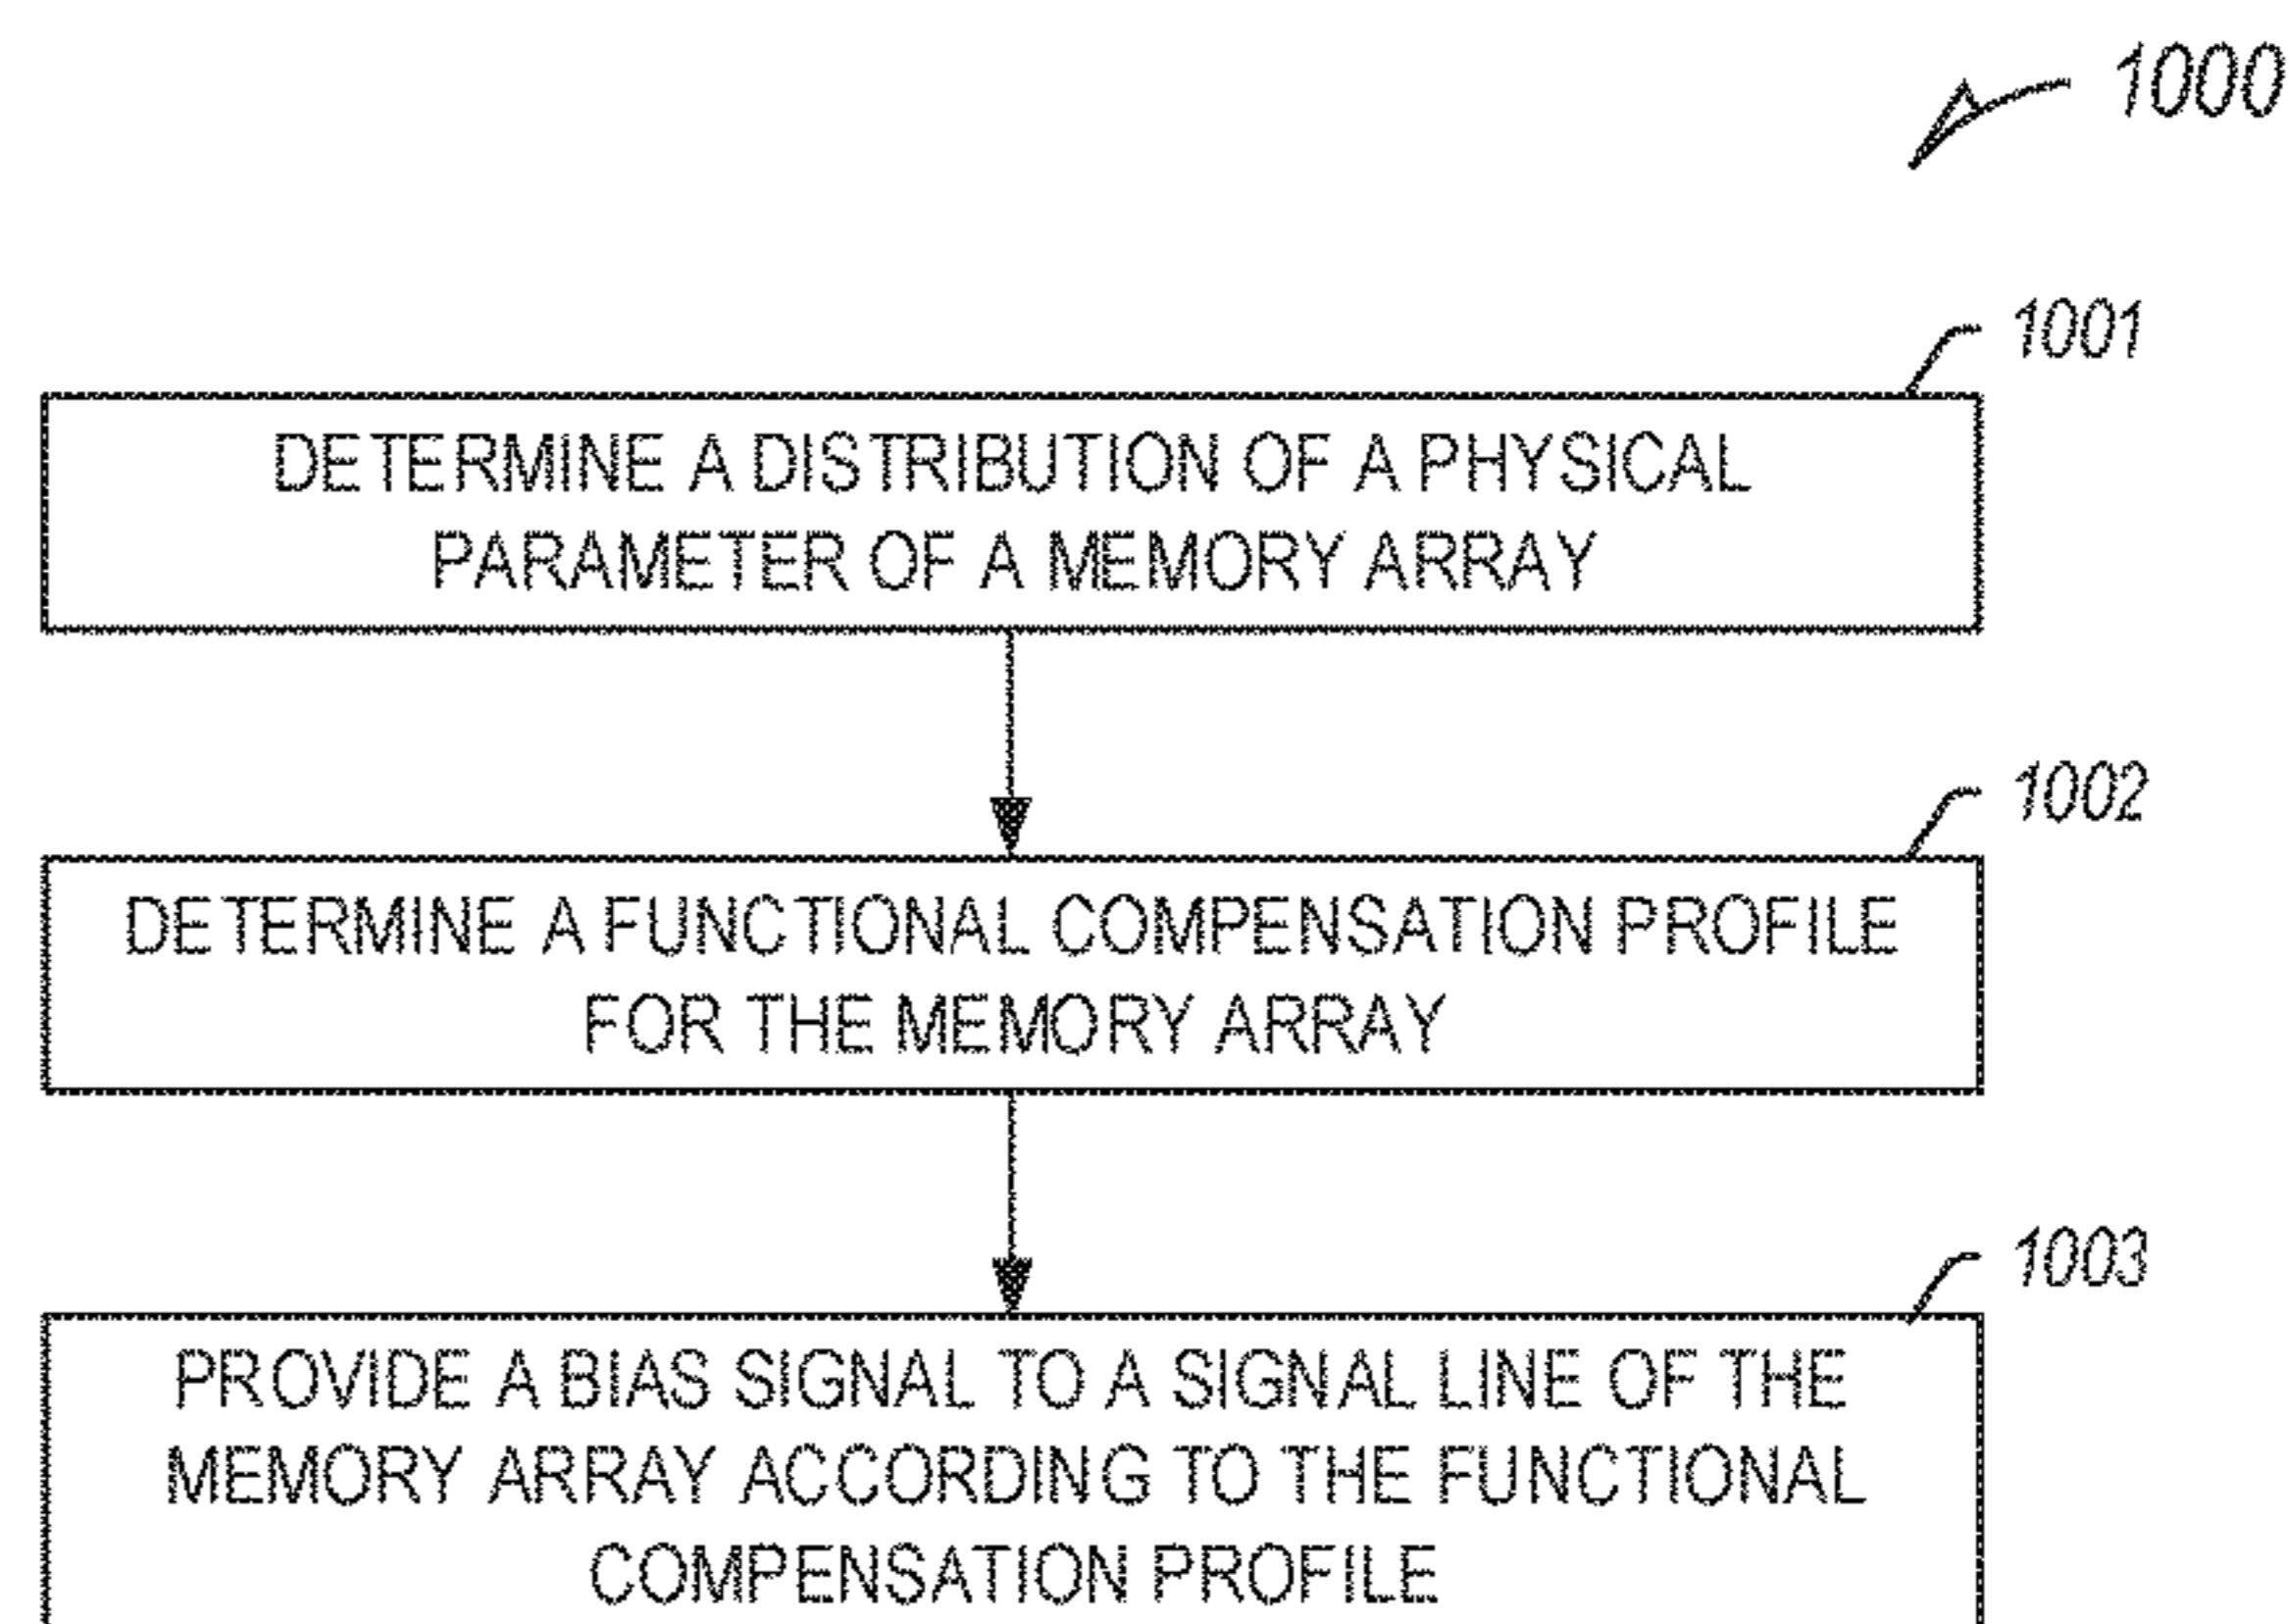 1000
1001
DETERMINE A DISTRIBUTION OF A PHYSICAL
PARAMETER OF A MEMORY ARRAY
1002
DETERMINE A FUNCTIONAL COMPENSATION PROFILE
FOR THE MEMORY ARRAY
1003
PROVIDE A BIAS SIGNAL TO A SIGNAL LINE OF THE
MEMORY ARRAY ACCORDING TO THE FUNCTIONAL
COMPENSATION PROFILE